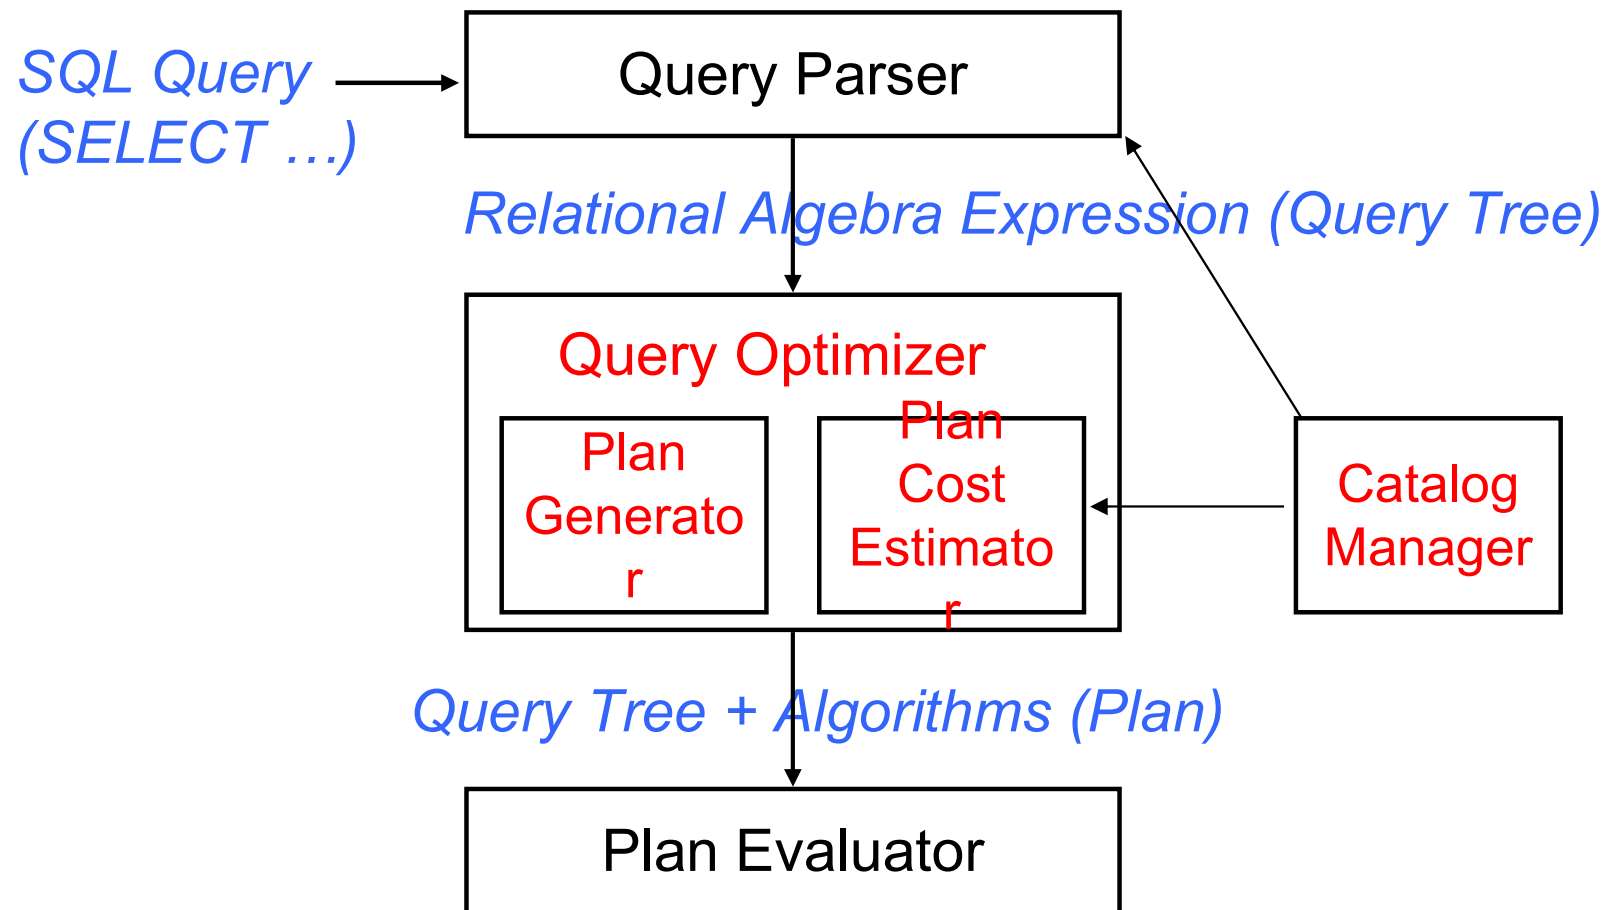 SQL Query
(SELECT …)
Query Parser
Relational Algebra Expression (Query Tree)
Query Optimizer
Plan
Generato
r
Plan
Cost
Estimato
r
Catalog
Manager
Query Tree + Algorithms (Plan)
Plan Evaluator